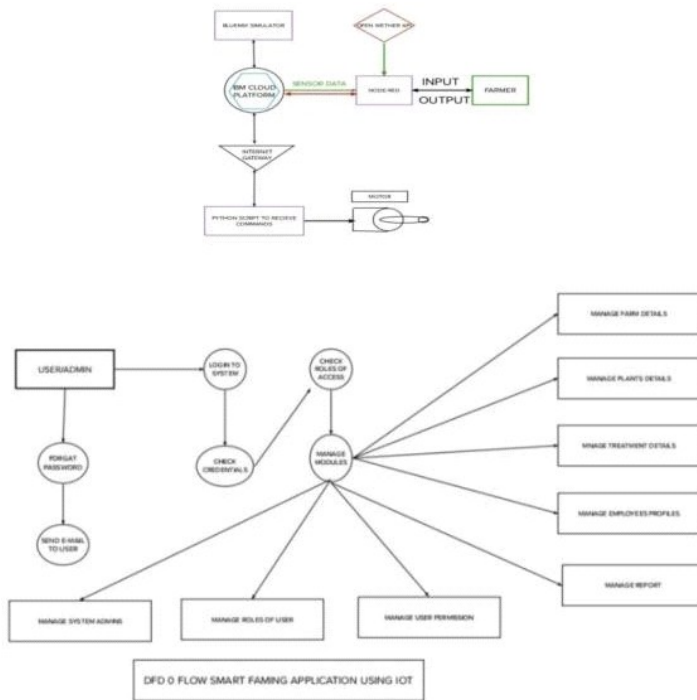 BLUEMIX SIMULATOR
OPEN WETHER API
IBM CLOUD
PLATFORM
SENSOR DATA
NODE-RED
INPUT
OUTPUT
FARMER
INTERNET
GATEWAY
MOTOR
PYTHON SCRIPT TO RECIEVE
COMMANDS
MANAGE FARM DETAILS
USER/ADMIN
LOGIN TO
SYSTEM
CHECK
ROLES OF
ACCESS
MANAGE PLANTS DETAILS
FORGAT
PASSWORD
CHECK
CREDENTIALS
MANAGE
MODULES
MNAGE TREATMENT DETAILS
MANAGE EMPLOYEES PROFILES
SEND E-MAIL
TO USER
MANAGE REPORT
MANAGE SYSTEM ADMINS
MANAGE ROLES OF USER
MANAGE USER PERMISSION
DFD 0 FLOW SMART FAMING APPLICATION USING IOT